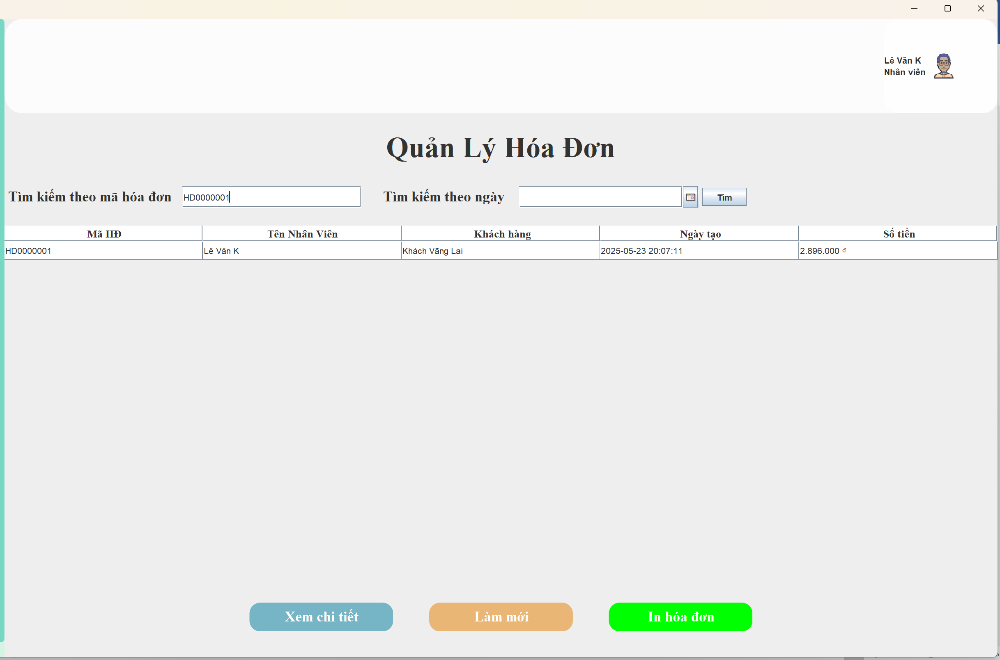 Lê Văn K
Nhân viên
Quản Lý Hóa Đơn
Tìm kiếm theo mã hóa đơn HD0000001 Tìm kiếm theo ngày Tìm
Mã HĐ Tên Nhân Viên Khách hàng Ngày tạo Số tiền
HD0000001 Lê Văn K Khách Vãng Lai 2025-05-23 20:07:11 2.896.000 ₫
Xem chi tiết Làm mới In hóa đơn